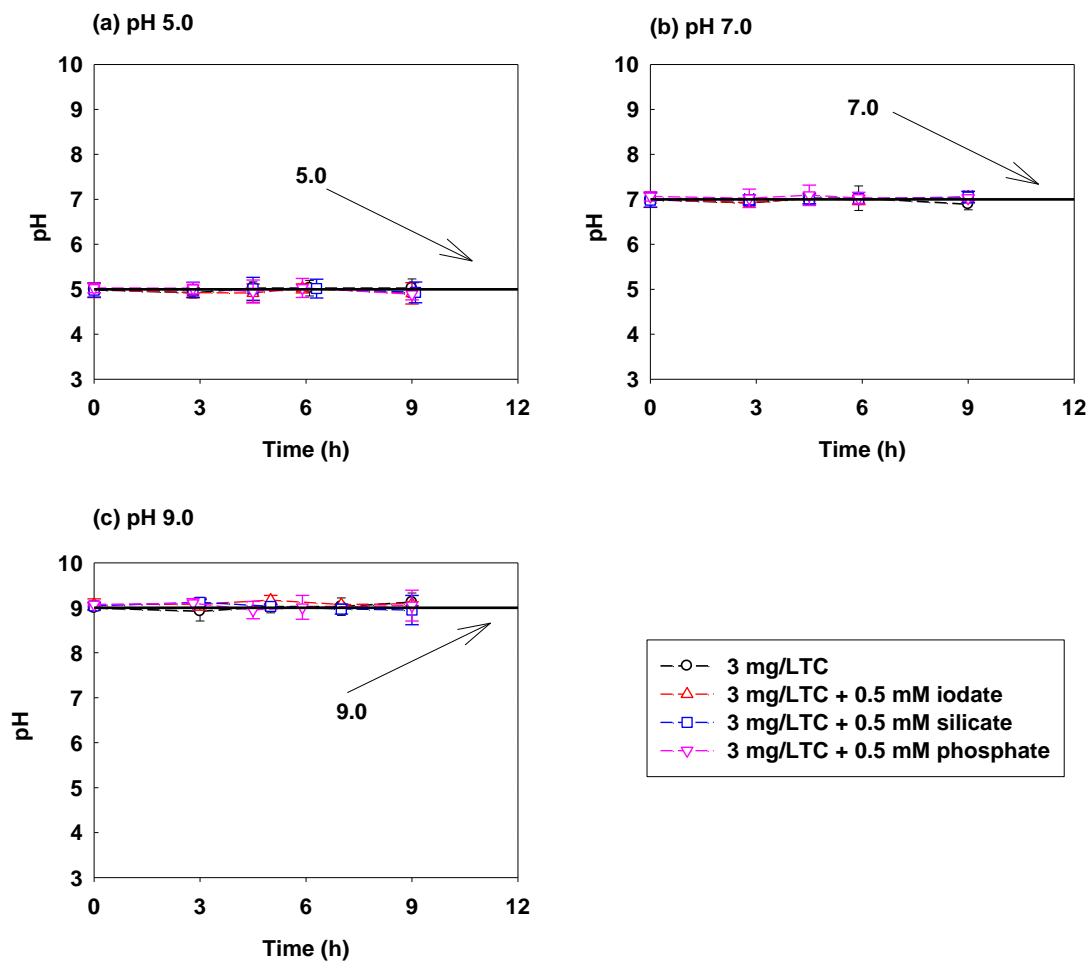 (a) pH 5.0
10
9
8
7
6
5
4
3
pH
5.0
0 3 6 9 12
Time (h)
(b) pH 7.0
10
9
8
7
6
5
4
3
pH
7.0
0 3 6 9 12
Time (h)
(c) pH 9.0
10
9
8
7
6
5
4
3
pH
9.0
0 3 6 9 12
Time (h)
3 mg/LTC
3 mg/LTC + 0.5 mM iodate
3 mg/LTC + 0.5 mM silicate
3 mg/LTC + 0.5 mM phosphate